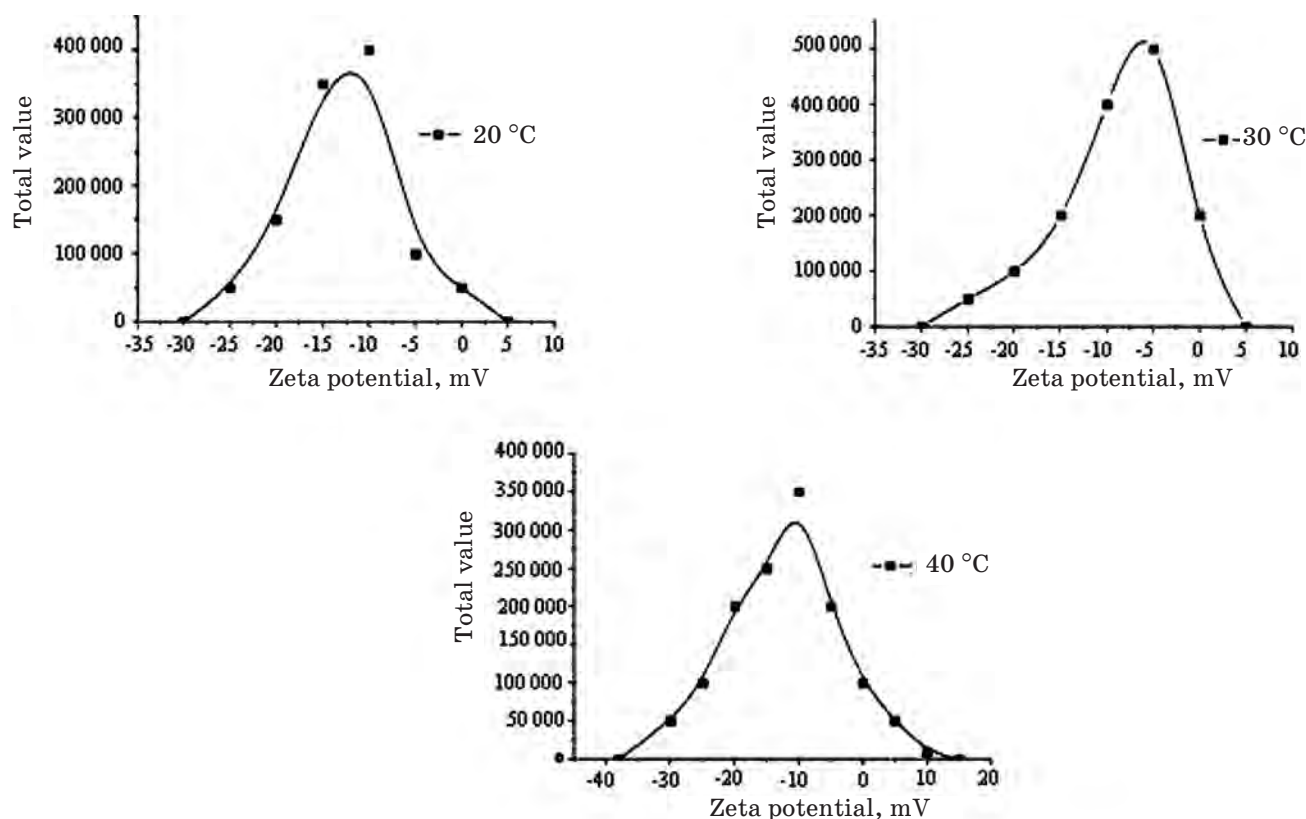 400 000
300 000
200 000
100 000
0
Total value
20 °C
-35 -30 -25 -20 -15 -10 -5 0 5 10
Zeta potential, mV
500 000
400 000
300 000
200 000
100 000
0
Total value
30 °C
-35 -30 -25 -20 -15 -10 -5 0 5 10
Zeta potential, mV
400 000
350 000
300 000
250 000
200 000
150 000
100 000
50 000
0
Total value
40 °C
-40 -30 -20 -10 0 10 20
Zeta potential, mV